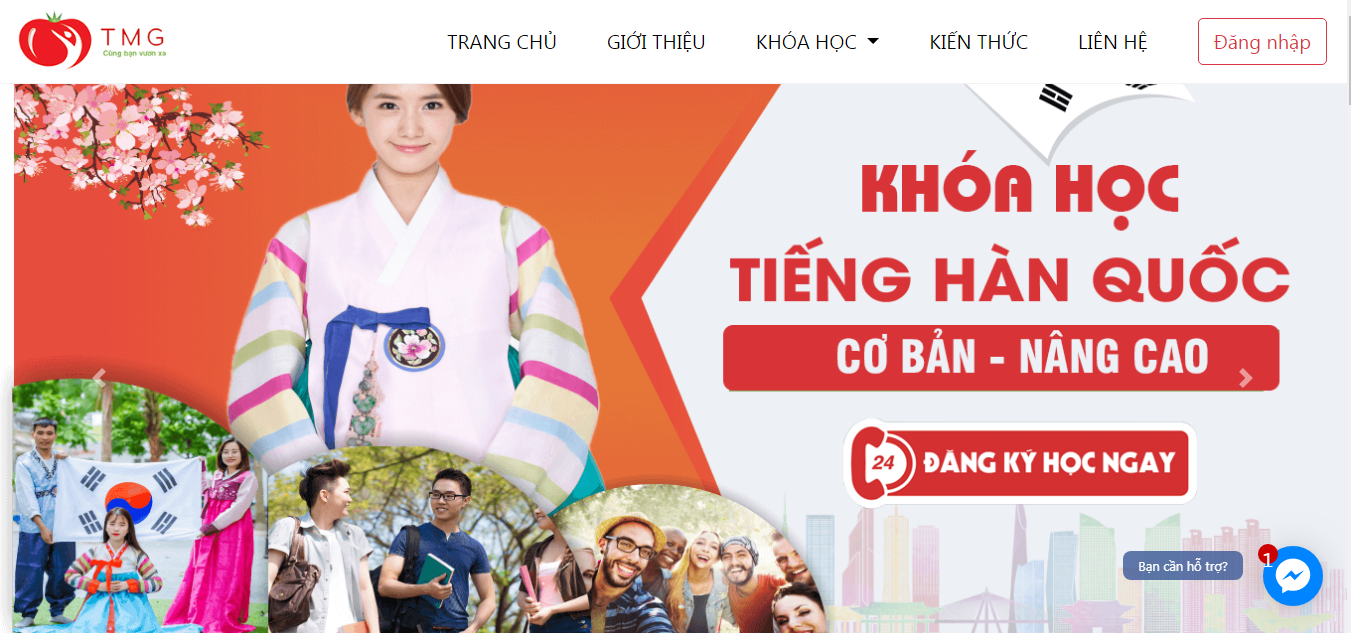 TMG
Cùng bạn vươn xa
TRANG CHỦ
GIỚI THIỆU
KHÓA HỌC
KIẾN THỨC
LIÊN HỆ
Đăng nhập
KHÓA HỌC
TIẾNG HÀN QUỐC
CƠ BẢN - NÂNG CAO
24
ĐĂNG KÝ HỌC NGAY
Bạn cần hỗ trợ?
1